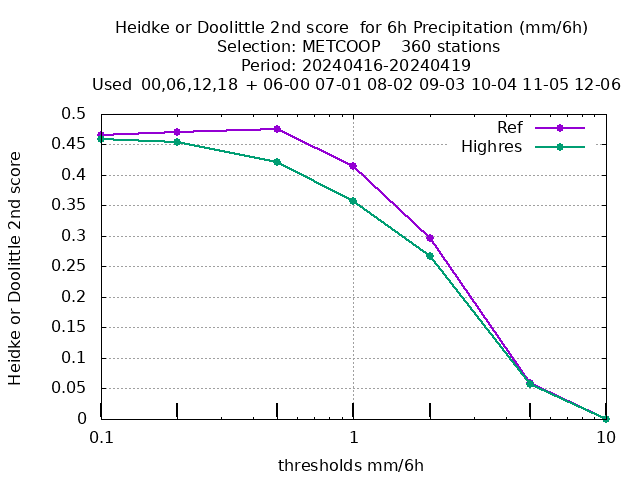 Heidke or Doolittle 2nd score  for 6h Precipitation (mm/6h)
Selection: METCOOP    360 stations
Period: 20240416-20240419
Used  00,06,12,18  + 06-00 07-01 08-02 09-03 10-04 11-05 12-06
Heidke or Doolittle 2nd score
0.5
0.45
0.4
0.35
0.3
0.25
0.2
0.15
0.1
0.05
0
Ref
Highres
0.1 1 10
thresholds mm/6h